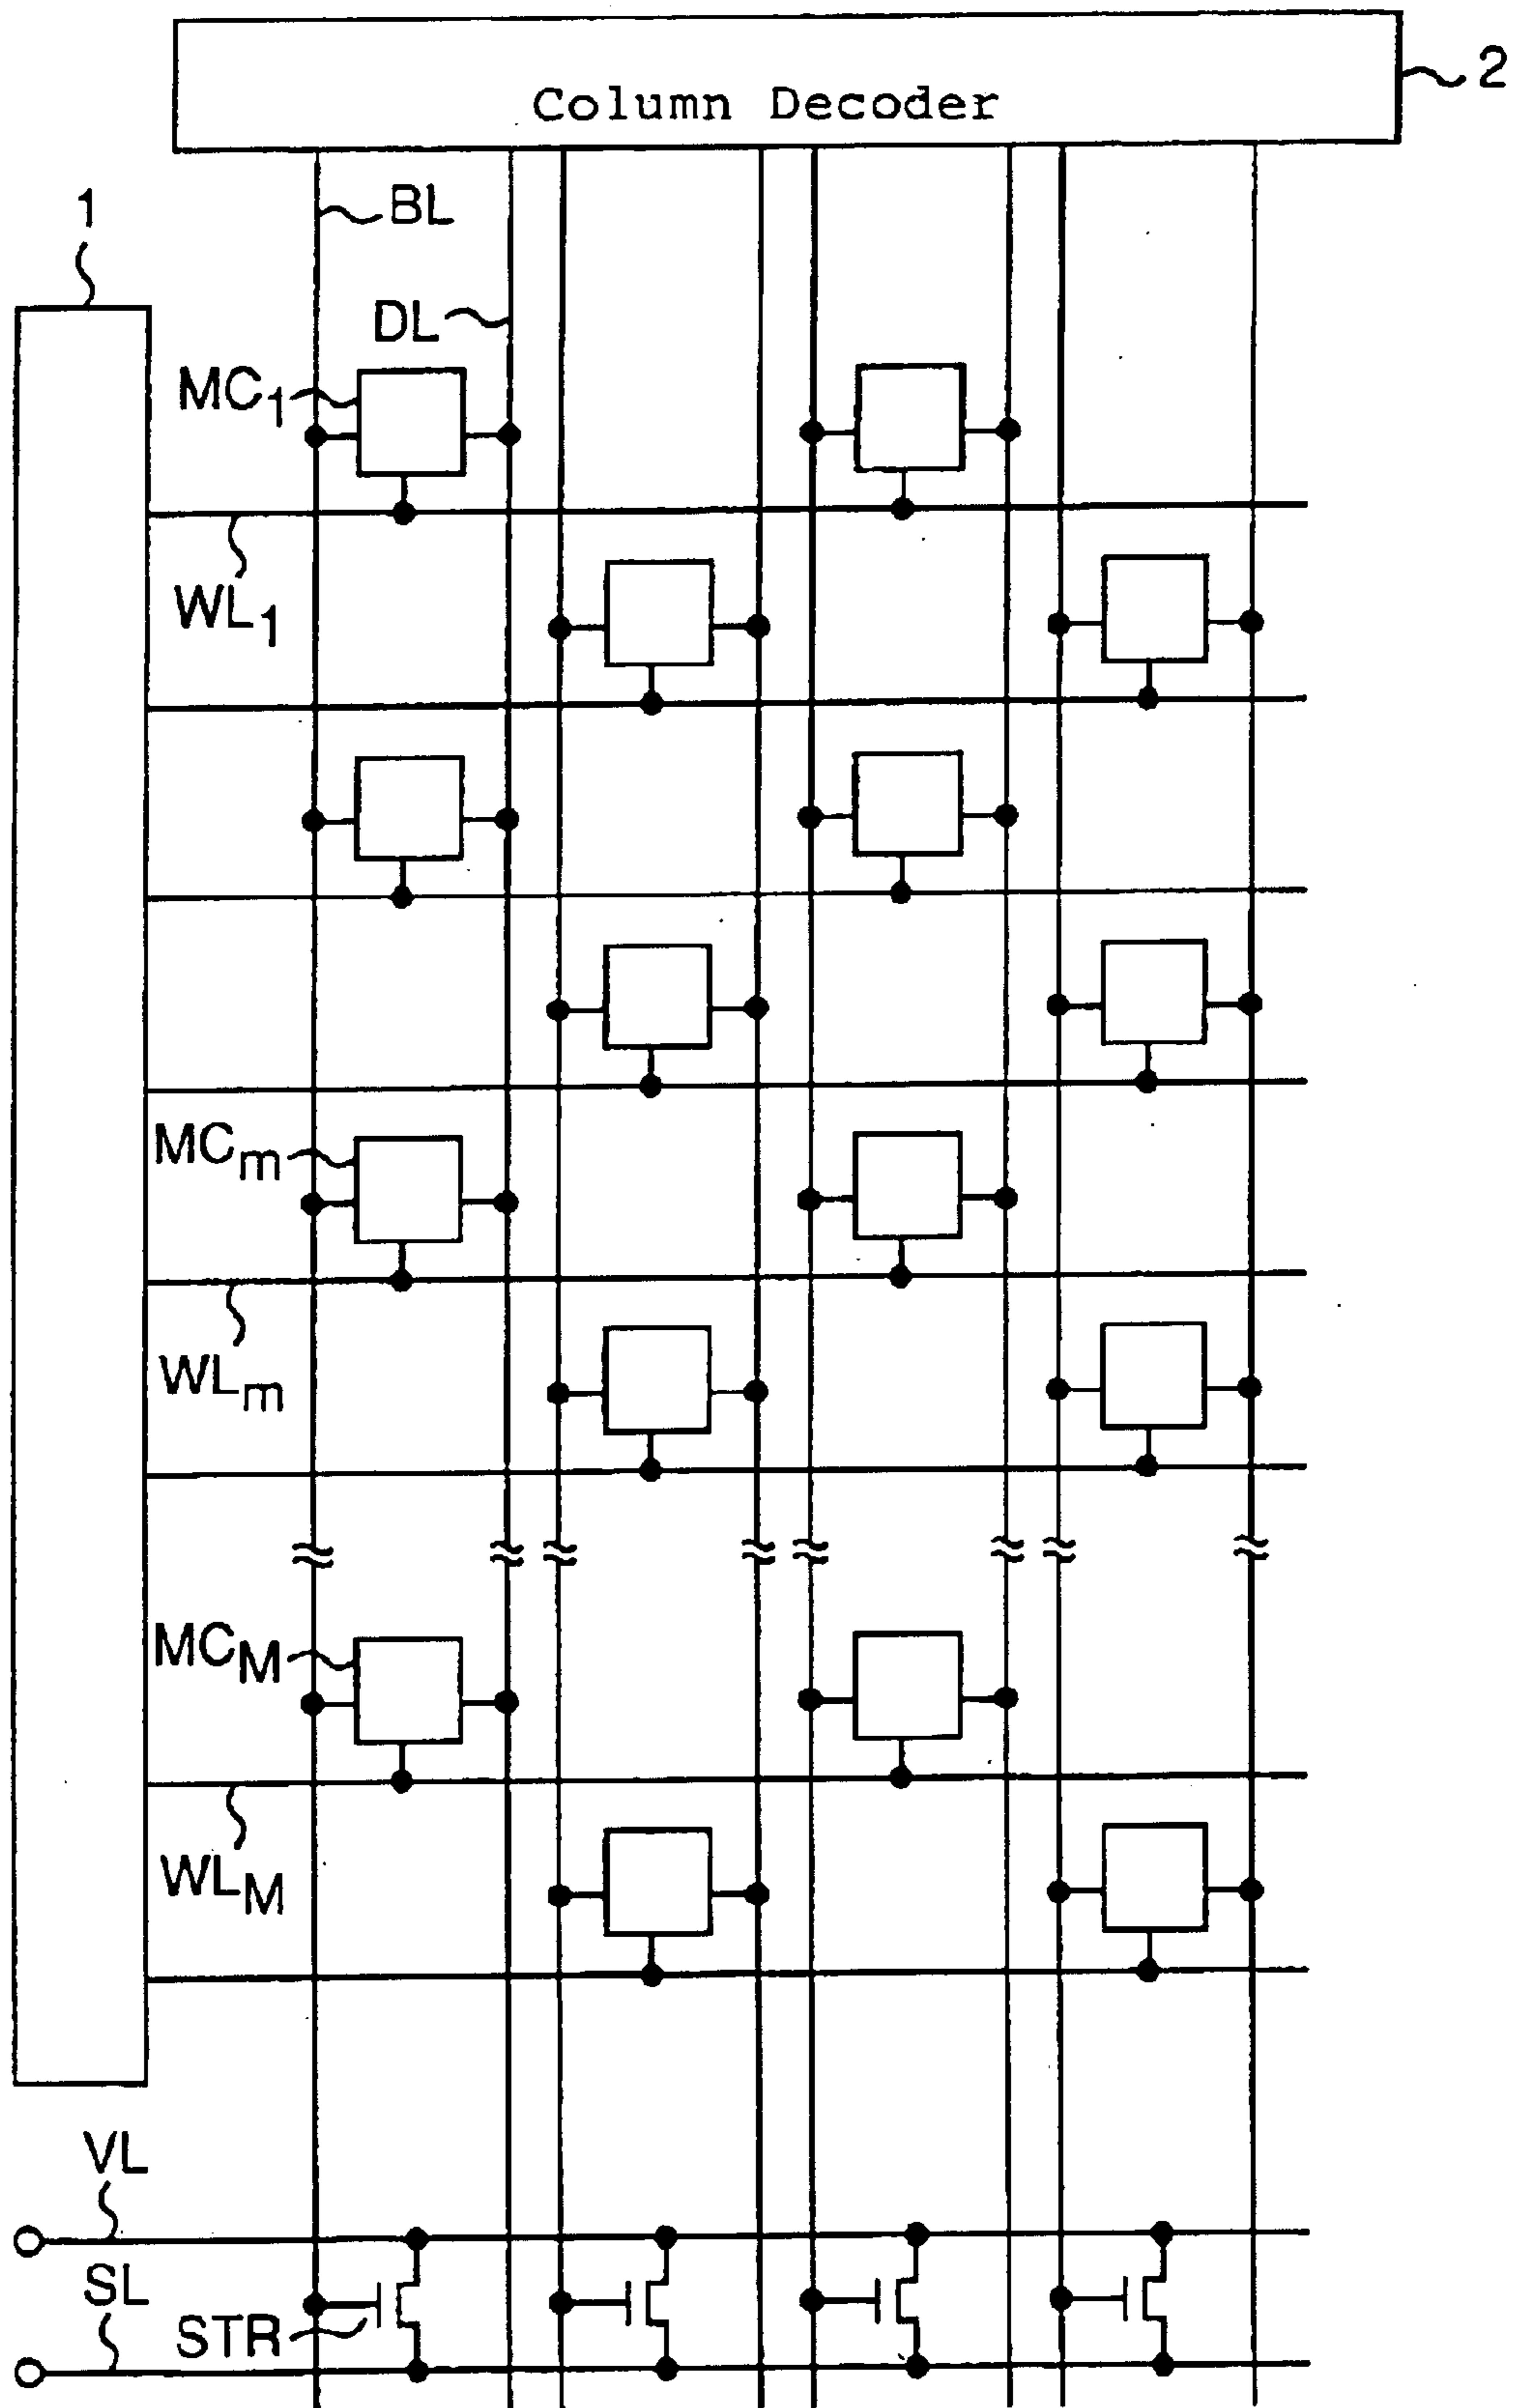 Column Decoder
2
1
BL
DL
MC1
WL1
MCm
WLm
MCM
WLM
VL
SL
STR